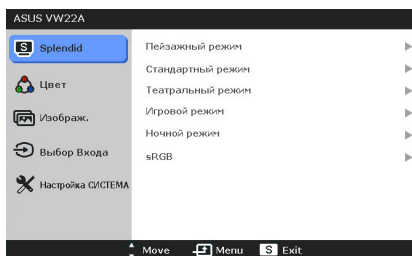 ASUS VW22A
Splendid
Цвет
Изображ.
Выбор Входа
Настройка СИСТЕМА
Пейзажный режим
Стандартный режим
Театральный режим
Игровой режим
Ночной режим
sRGB
Move Menu S Exit